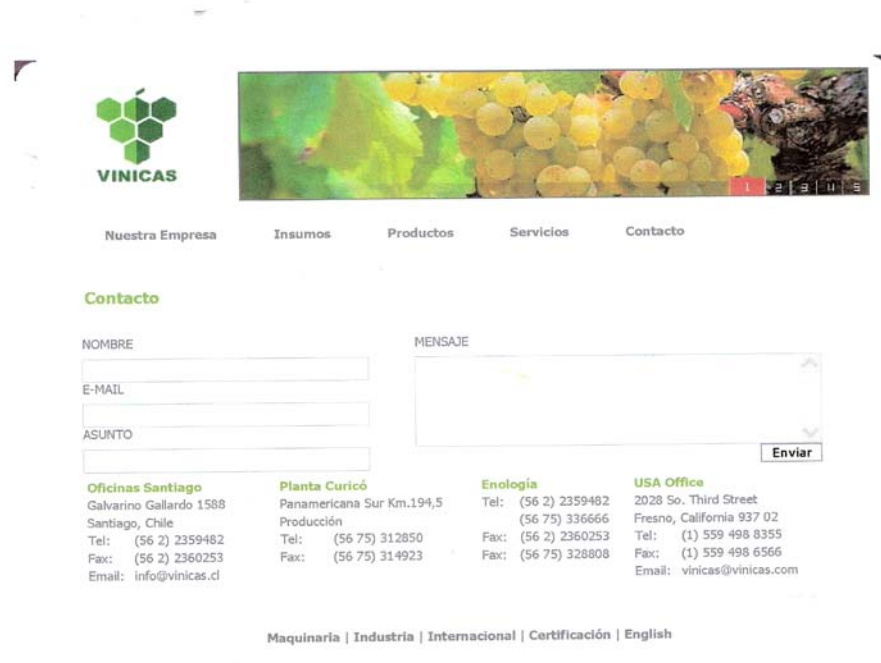 VINICAS
1 2 3 4 5
Nuestra Empresa Insumos Productos Servicios Contacto
Contacto
NOMBRE
E-MAIL
ASUNTO
MENSAJE
Enviar
Oficinas Santiago
Galvarino Gallardo 1588
Santiago, Chile
Tel: (56 2) 2359482
Fax: (56 2) 2360253
Email: info@vinicas.cl
Planta Curicó
Panamericana Sur Km.194,5
Producción
Tel: (56 75) 312850
Fax: (56 75) 314923
Enología
Tel: (56 2) 2359482
(56 75) 336666
Fax: (56 2) 2360253
Fax: (56 75) 328808
USA Office
2028 So. Third Street
Fresno, California 937 02
Tel: (1) 559 498 8355
Fax: (1) 559 498 6566
Email: vinicas@vinicas.com
Maquinaria | Industria | Internacional | Certificación | English